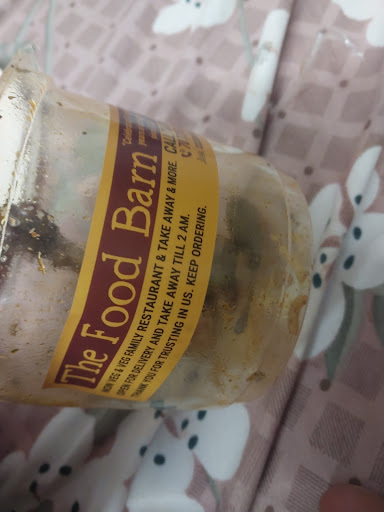 The Food Barn
NON VEG & VEG FAMILY RESTAURANT & TAKE AWAY & MORE.
OPEN FOR DELIVERY AND TAKE AWAY TILL 2 AM.
THANK YOU FOR TRUSTING IN US. KEEP ORDERING.
CALL